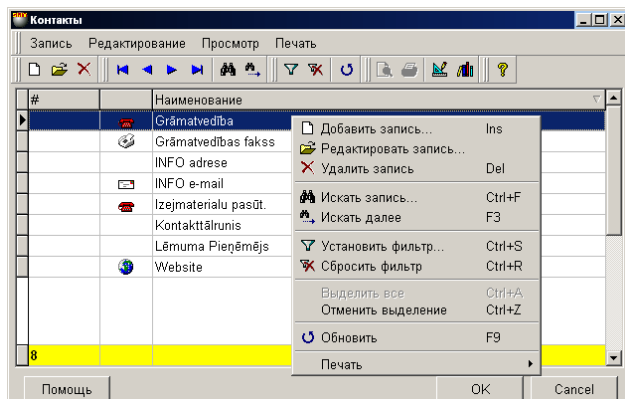 Контакты
Запись Редактирование Просмотр Печать
# Наименование
Grāmatvedība
Grāmatvedības fakss
INFO adrese
INFO e-mail
Izejmateriālu pasūt.
Kontakttālrunis
Lēmuma Pieņēmējs
Website
8
Добавить запись... Ins
Редактировать запись...
Удалить запись Del
Искать запись... Ctrl+F
Искать далее F3
Установить фильтр... Ctrl+S
Сбросить фильтр Ctrl+R
Выделить все Ctrl+A
Отменить выделение Ctrl+Z
Обновить F9
Печать
Помощь OK Cancel